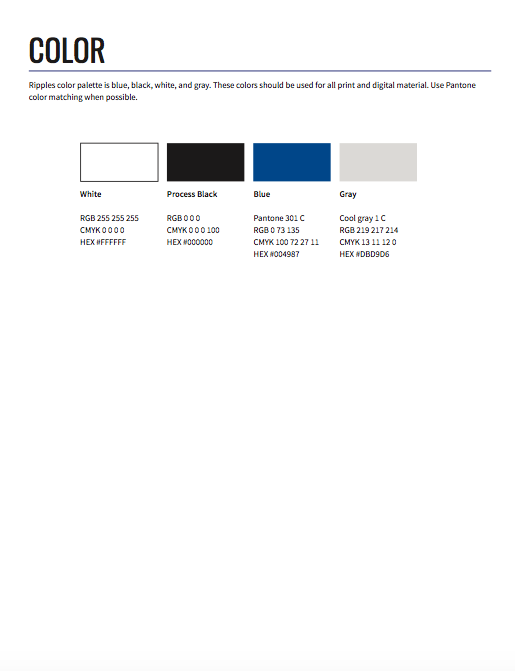 COLOR
Ripples color palette is blue, black, white, and gray. These colors should be used for all print and digital material. Use Pantone
color matching when possible.
White
RGB 255 255 255
CMYK 0 0 0 0
HEX #FFFFFF
Process Black
RGB 0 0 0
CMYK 0 0 0 100
HEX #000000
Blue
Pantone 301 C
RGB 0 73 135
CMYK 100 72 27 11
HEX #004987
Gray
Cool gray 1 C
RGB 219 217 214
CMYK 13 11 12 0
HEX #DBD9D6